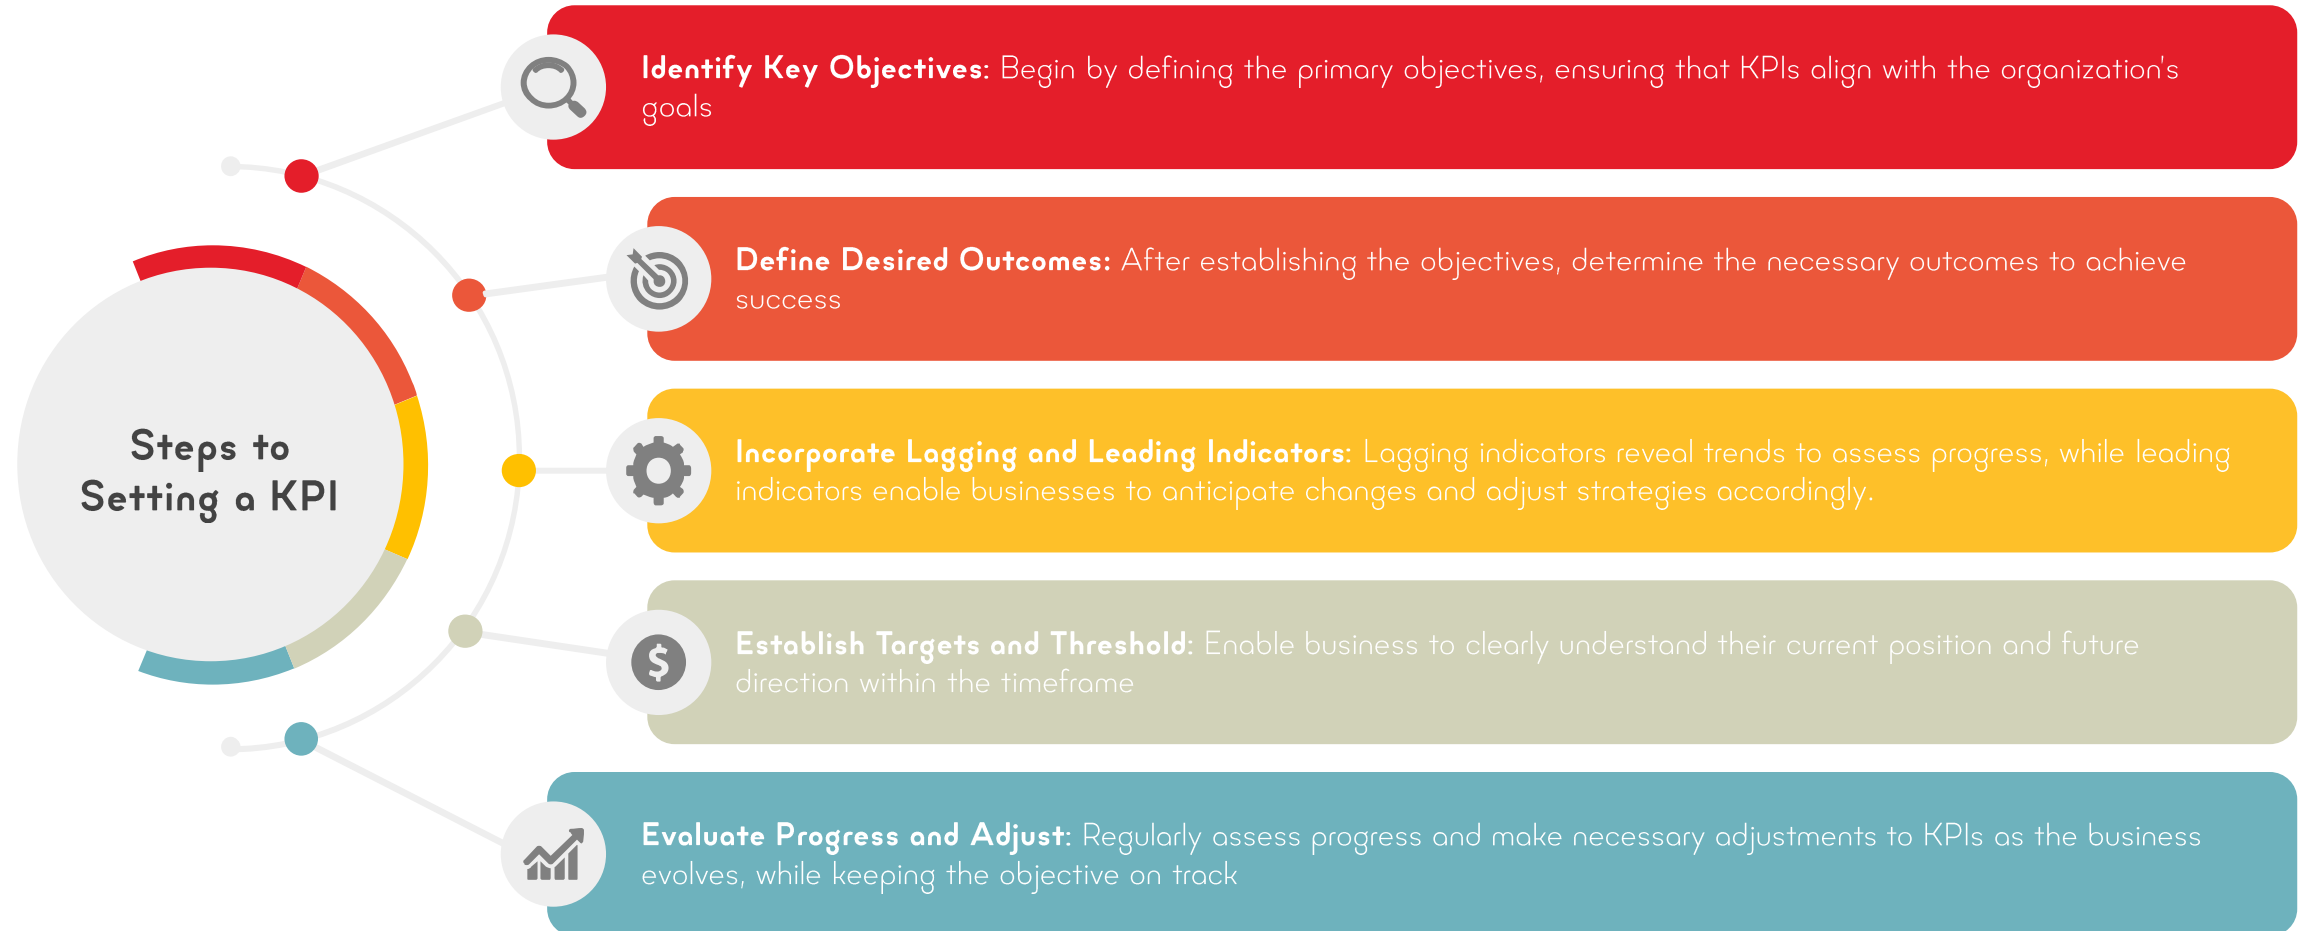 Steps to
Setting a KPI
Identify Key Objectives: Begin by defining the primary objectives, ensuring that KPIs align with the organization's
goals
Define Desired Outcomes: After establishing the objectives, determine the necessary outcomes to achieve
success
Incorporate Lagging and Leading Indicators: Lagging indicators reveal trends to assess progress, while leading
indicators enable businesses to anticipate changes and adjust strategies accordingly.
Establish Targets and Threshold: Enable business to clearly understand their current position and future
direction within the timeframe
Evaluate Progress and Adjust: Regularly assess progress and make necessary adjustments to KPIs as the business
evolves, while keeping the objective on track